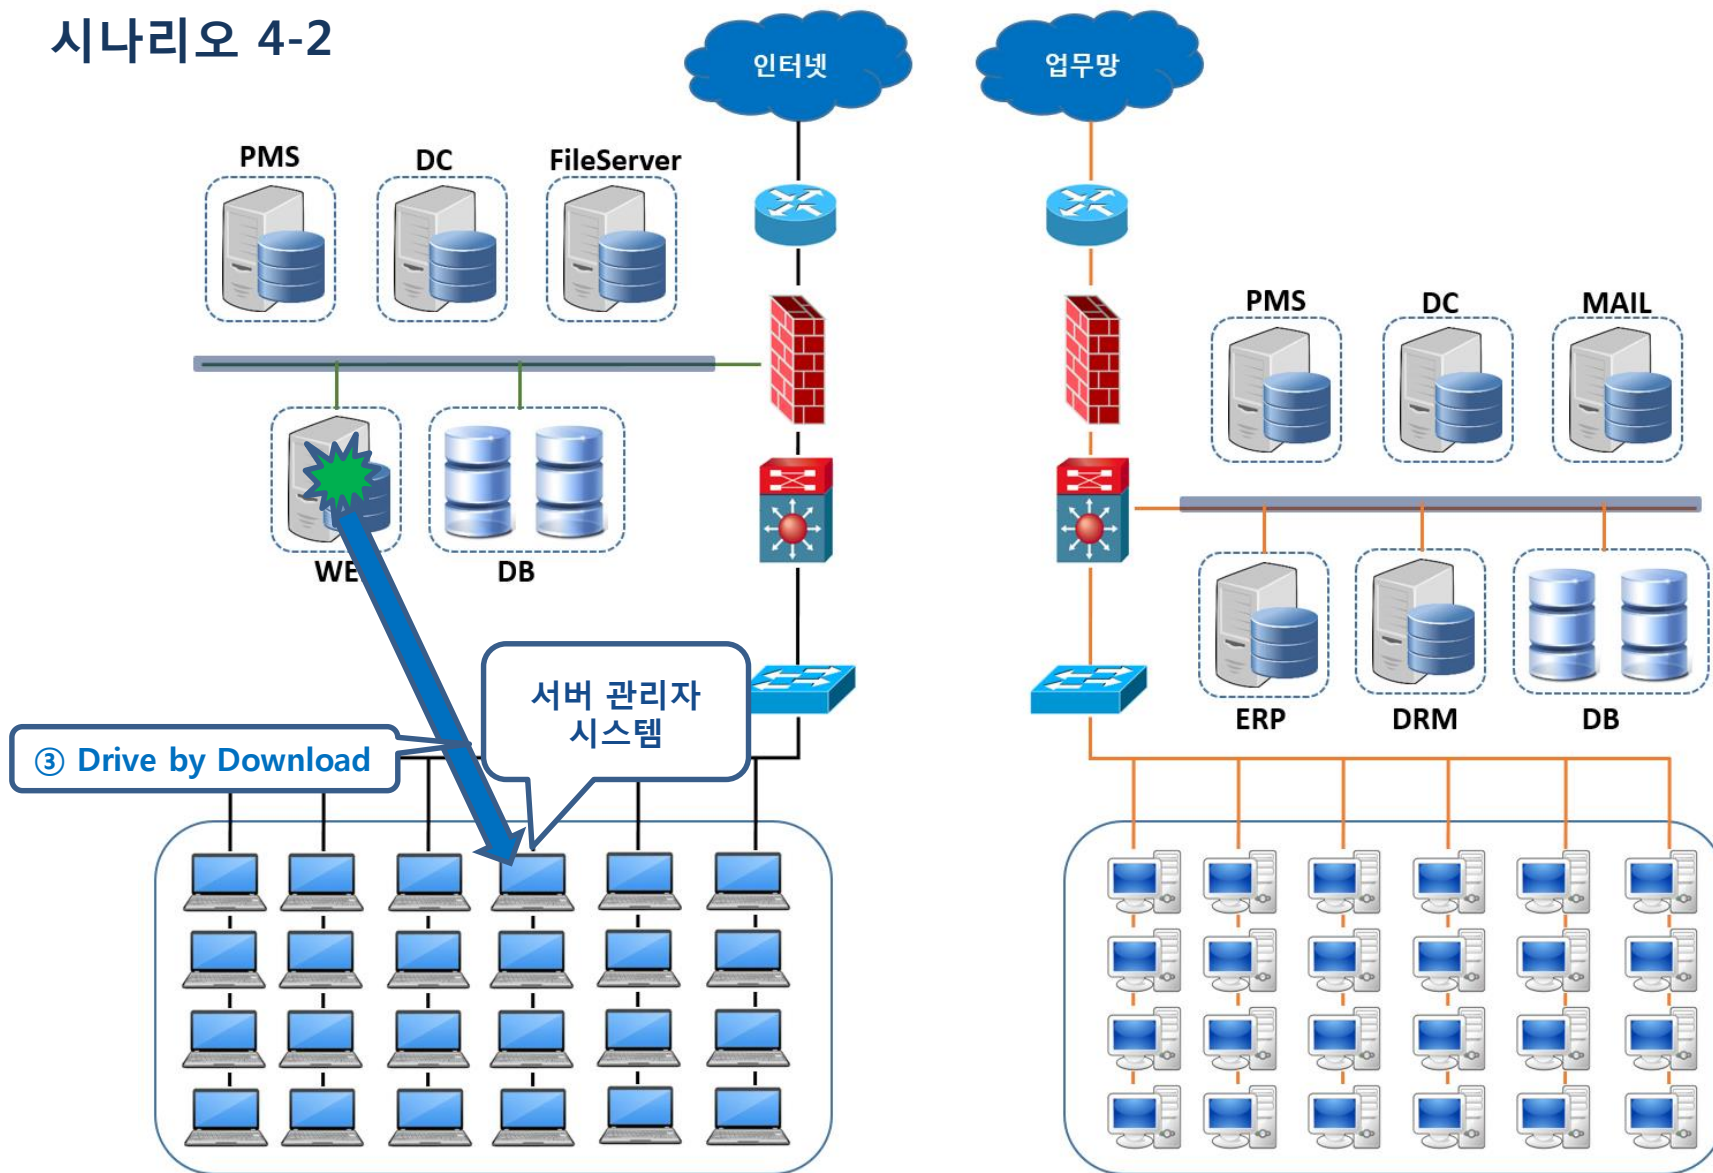 시나리오 4-2
인터넷
업무망
PMS
DC
FileServer
PMS
DC
MAIL
WE
DB
서버 관리자
시스템
ERP
DRM
DB
③ Drive by Download